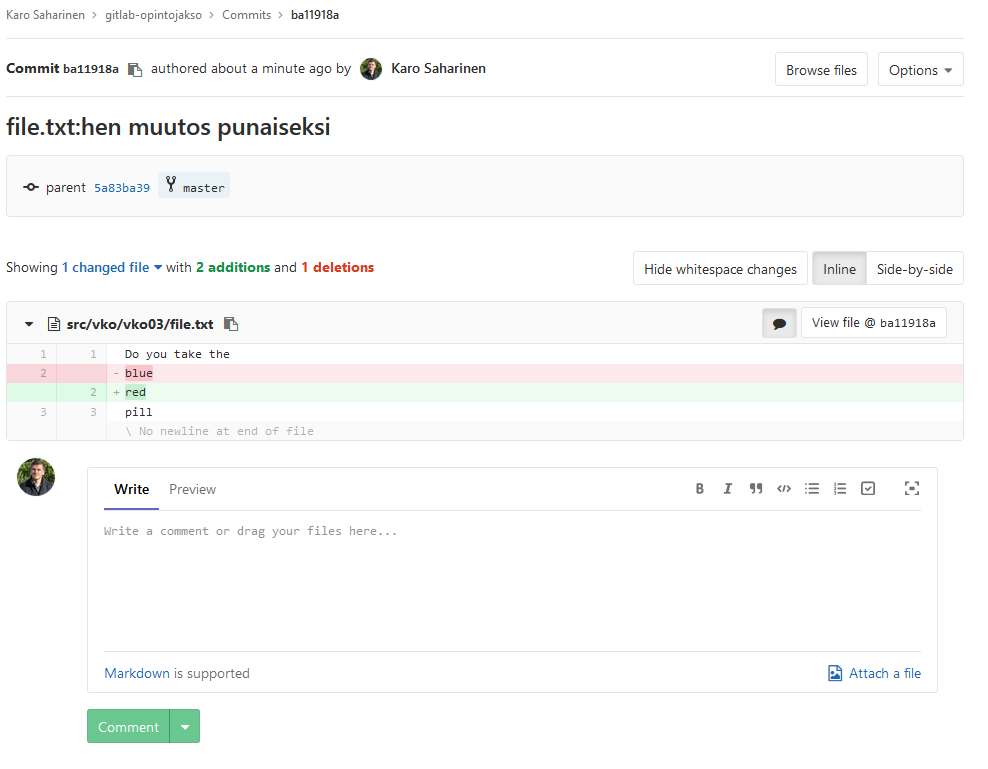 Karo Saharinen > gitlab-opintojakso > Commits > ba11918a
Commit ba11918a authored about a minute ago by Karo Saharinen Browse files Options
file.txt:hen muutos punaiseksi
parent 5a83ba39 master
Showing 1 changed file with 2 additions and 1 deletions Hide whitespace changes Inline Side-by-side
src/vko/vko03/file.txt View file @ ba11918a
1 1 Do you take the
2 - blue
2 + red
3 3 pill
\ No newline at end of file
Write Preview B I
Write a comment or drag your files here...
Markdown is supported Attach a file
Comment